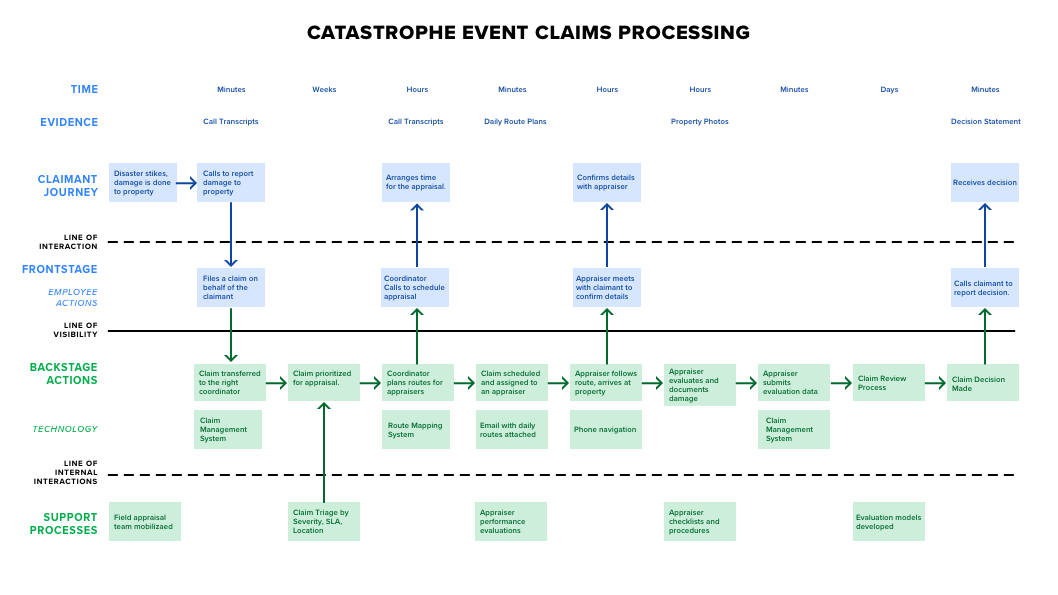 CATASTROPHE EVENT CLAIMS PROCESSING
TIME
Minutes
Weeks
Hours
Minutes
Hours
Hours
Minutes
Days
Minutes
EVIDENCE
Call Transcripts
Call Transcripts
Daily Route Plans
Property Photos
Decision Statement
CLAIMANT
JOURNEY
Disaster stikes,
damage is done
to property
Calls to report
damage to
property
Arranges time
for the appraisal.
Confirms details
with appraiser
Receives decision
LINE OF
INTERACTION
FRONTSTAGE
EMPLOYEE
ACTIONS
Files a claim on
behalf of the
claimant
Coordinator
Calls to schedule
appraisal
Appraiser meets
with claimant to
confirm details
Calls claimant to
report decision.
LINE OF
VISIBILITY
BACKSTAGE
ACTIONS
Claim transferred
to the right
coordinator
Claim prioritized
for appraisal.
Coordinator
plans routes for
appraisers
Claim scheduled
and assigned to
an appraiser
Appraiser follows
route, arrives at
property
Appraiser
evaluates and
documents
damage
Appraiser
submits
evaluation data
Claim Review
Process
Claim Decision
Made
TECHNOLOGY
Claim
Management
System
Route Mapping
System
Email with daily
routes attached
Phone navigation
Claim
Management
System
LINE OF
INTERNAL
INTERACTIONS
SUPPORT
PROCESSES
Field appraisal
team mobilizaed
Claim Triage by
Severity, SLA,
Location
Appraiser
performance
evaluations
Appraiser
checklists and
procedures
Evaluation models
developed